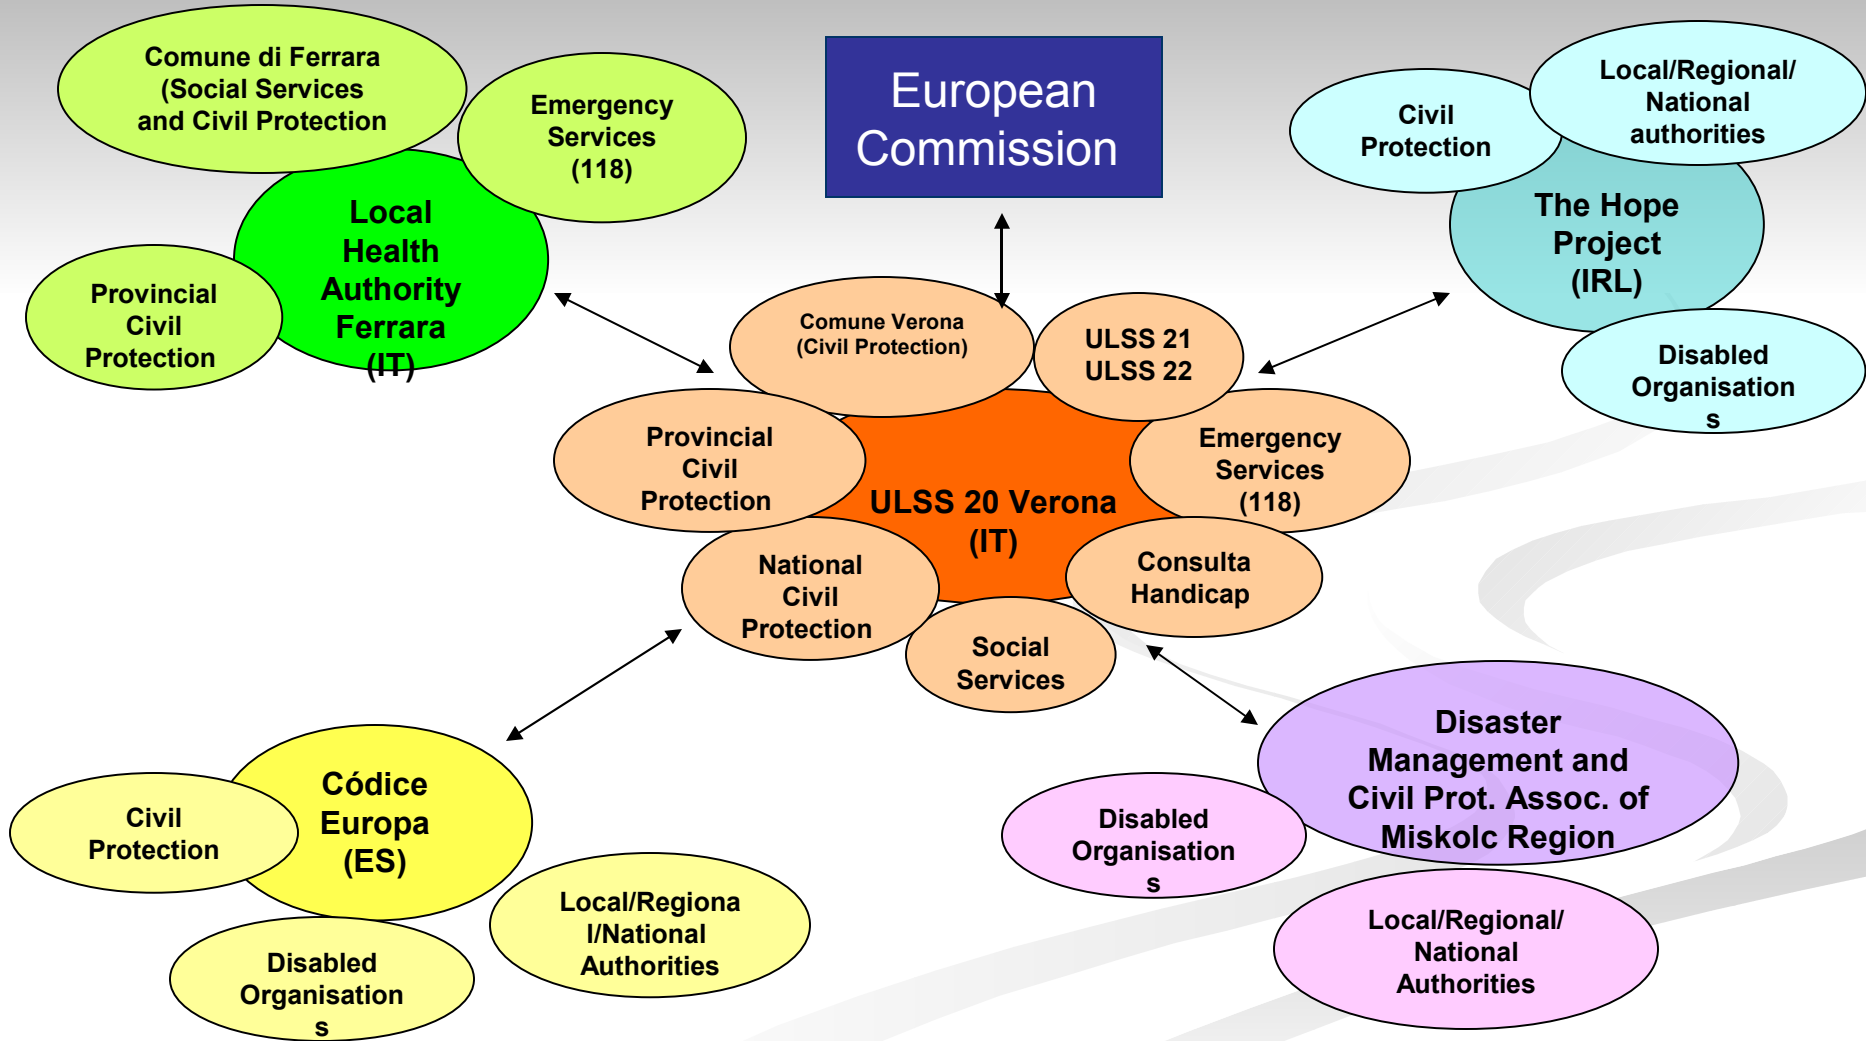 Comune di Ferrara
(Social Services
and Civil Protection
Emergency
Services
(118)
Local
Health
Authority
Ferrara
(IT)
Provincial
Civil
Protection
European
Commission
Civil
Protection
Local/Regional/
National
authorities
The Hope
Project
(IRL)
Disabled
Organisation
s
Comune Verona
(Civil Protection)
ULSS 21
ULSS 22
Provincial
Civil
Protection
ULSS 20 Verona
(IT)
Emergency
Services
(118)
National
Civil
Protection
Consulta
Handicap
Social
Services
Códice
Europa
(ES)
Civil
Protection
Local/Regiona
l/National
Authorities
Disabled
Organisation
s
Disaster
Management and
Civil Prot. Assoc. of
Miskolc Region
Disabled
Organisation
s
Local/Regional/
National
Authorities